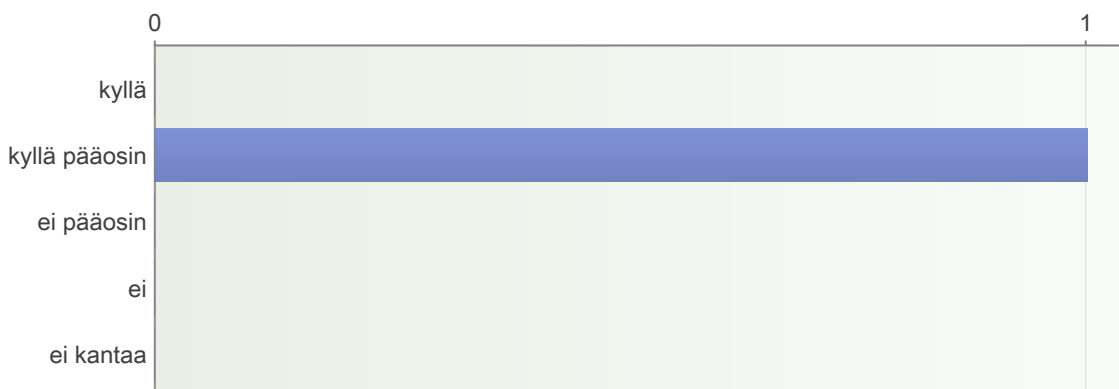 0 1
kyllä
kyllä pääosin
ei pääosin
ei
ei kantaa